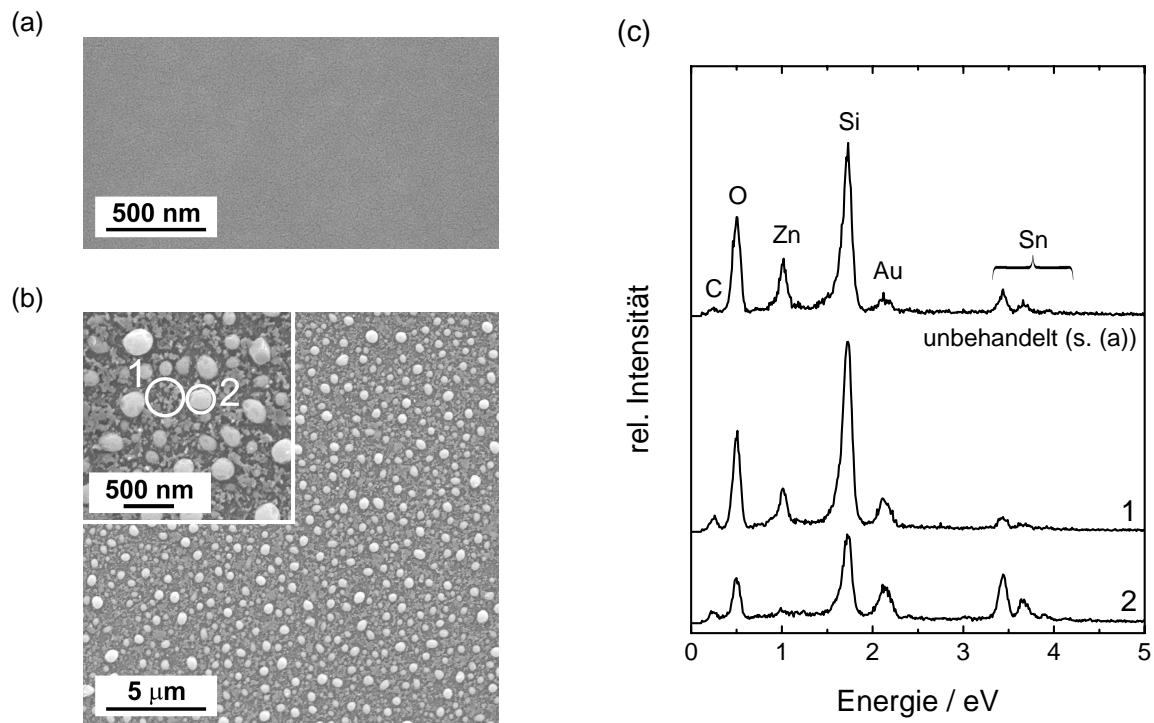 (a)
500 nm
(b)
1
2
500 nm
5 μm
(c)
rel. Intensität
C
O
Zn
Si
Au
Sn
unbehandelt (s. (a))
1
2
0 1 2 3 4 5
Energie / eV